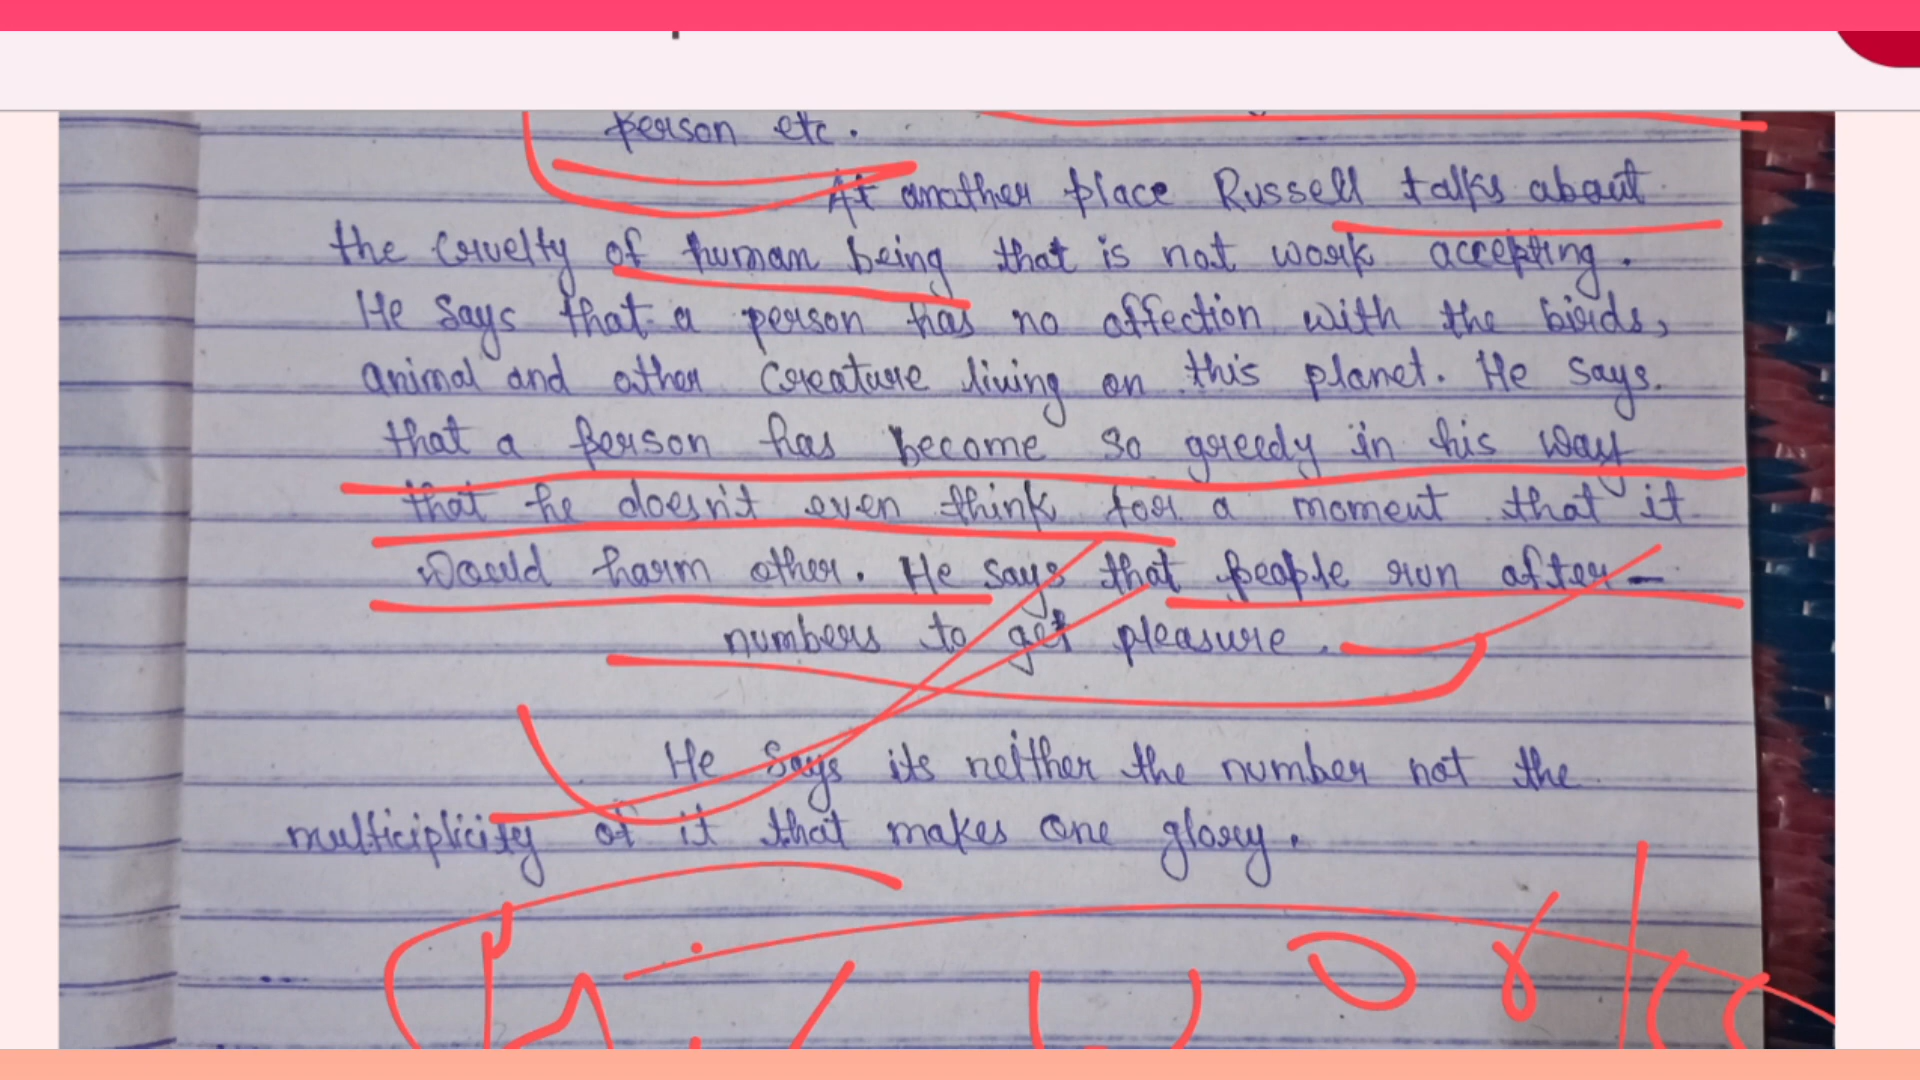 person etc.
At another place Russell talks about
the cruelty of human being that is not work accepting.
He says that a person has no affection with the birds,
animal and other creature living on this planet. He says.
that a person has become so greedy in his way
that he doesn't even think for a moment that it
would harm other. He says that people run after-
numbers to get pleasure.
He says its neither the number not the
multiciplicity of it that makes one glory.